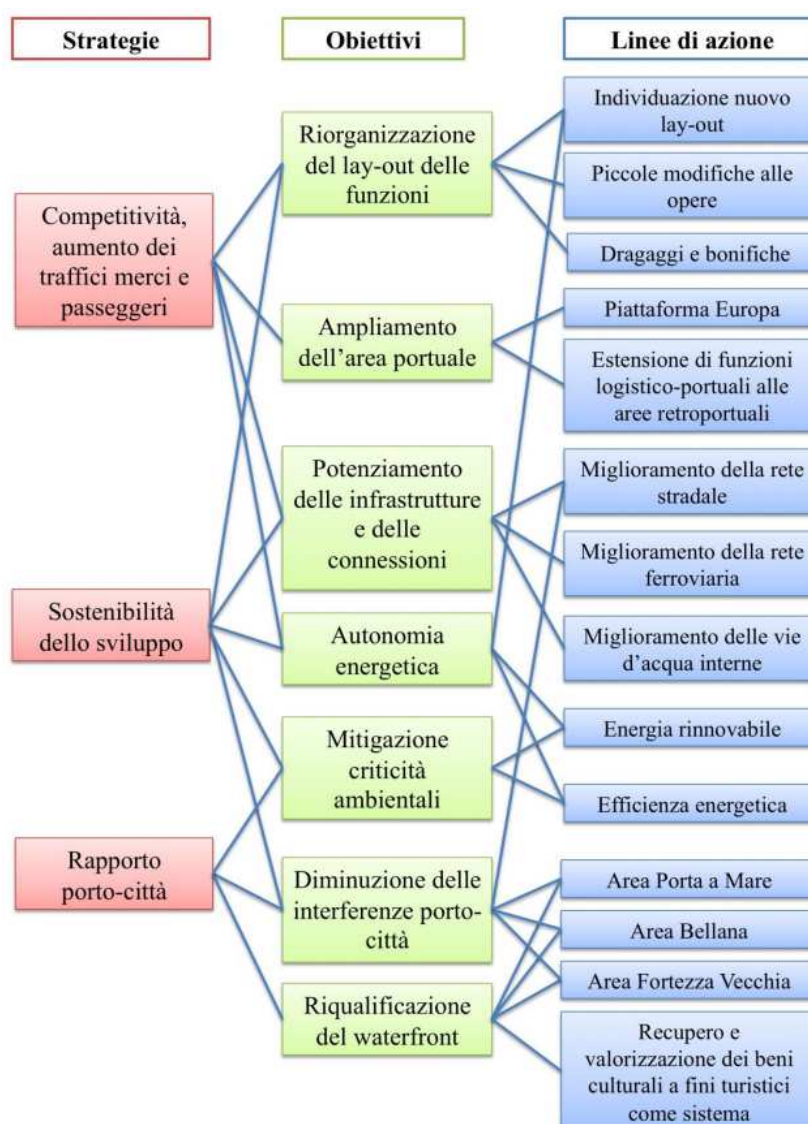 Strategie
Obiettivi
Linee di azione
Competitività,
aumento dei
traffici merci e
passeggeri
Sostenibilità
dello sviluppo
Rapporto
porto-città
Riorganizzazione
del lay-out delle
funzioni
Ampliamento
dell’area portuale
Potenziamento
delle infrastrutture
e delle
connessioni
Autonomia
energetica
Mitigazione
criticità
ambientali
Diminuzione delle
interferenze porto-
città
Riqualificazione
del waterfront
Individuazione nuovo
lay-out
Piccole modifiche alle
opere
Dragaggi e bonifiche
Piattaforma Europa
Estensione di funzioni
logistico-portuali alle
aree retroportuali
Miglioramento della rete
stradale
Miglioramento della rete
ferroviaria
Miglioramento delle vie
d’acqua interne
Energia rinnovabile
Efficienza energetica
Area Porta a Mare
Area Bellana
Area Fortezza Vecchia
Recupero e
valorizzazione dei beni
culturali a fini turistici
come sistema